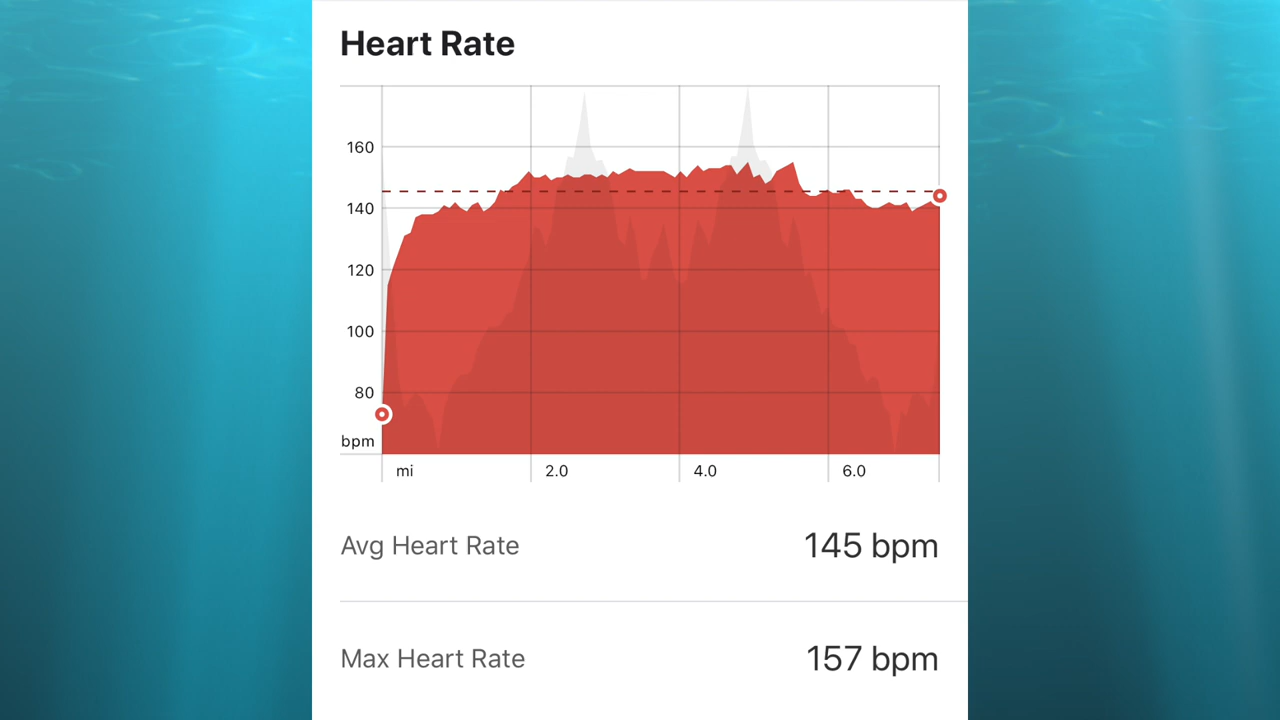 Heart Rate
160
140
120
100
80
bpm
mi 2.0 4.0 6.0
Avg Heart Rate 145 bpm
Max Heart Rate 157 bpm